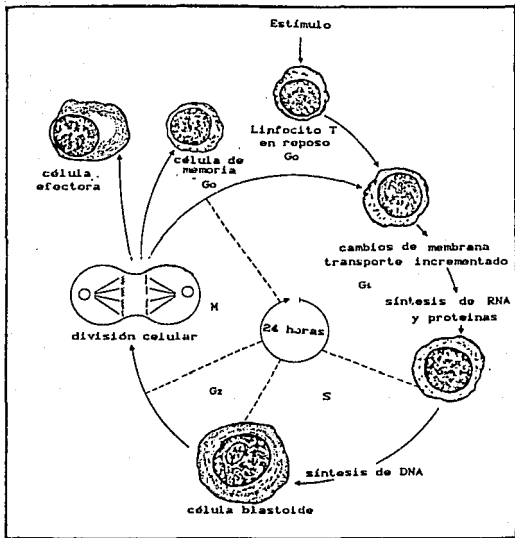 Estímulo
Linfocito T
en reposo
Go
célula
efectora
célula de
memoria
Go
cambios de membrana
transporte incrementado
G1
síntesis de RNA
y proteinas
M
división celular
24 horas
G2
S
síntesis de DNA
célula blastoide